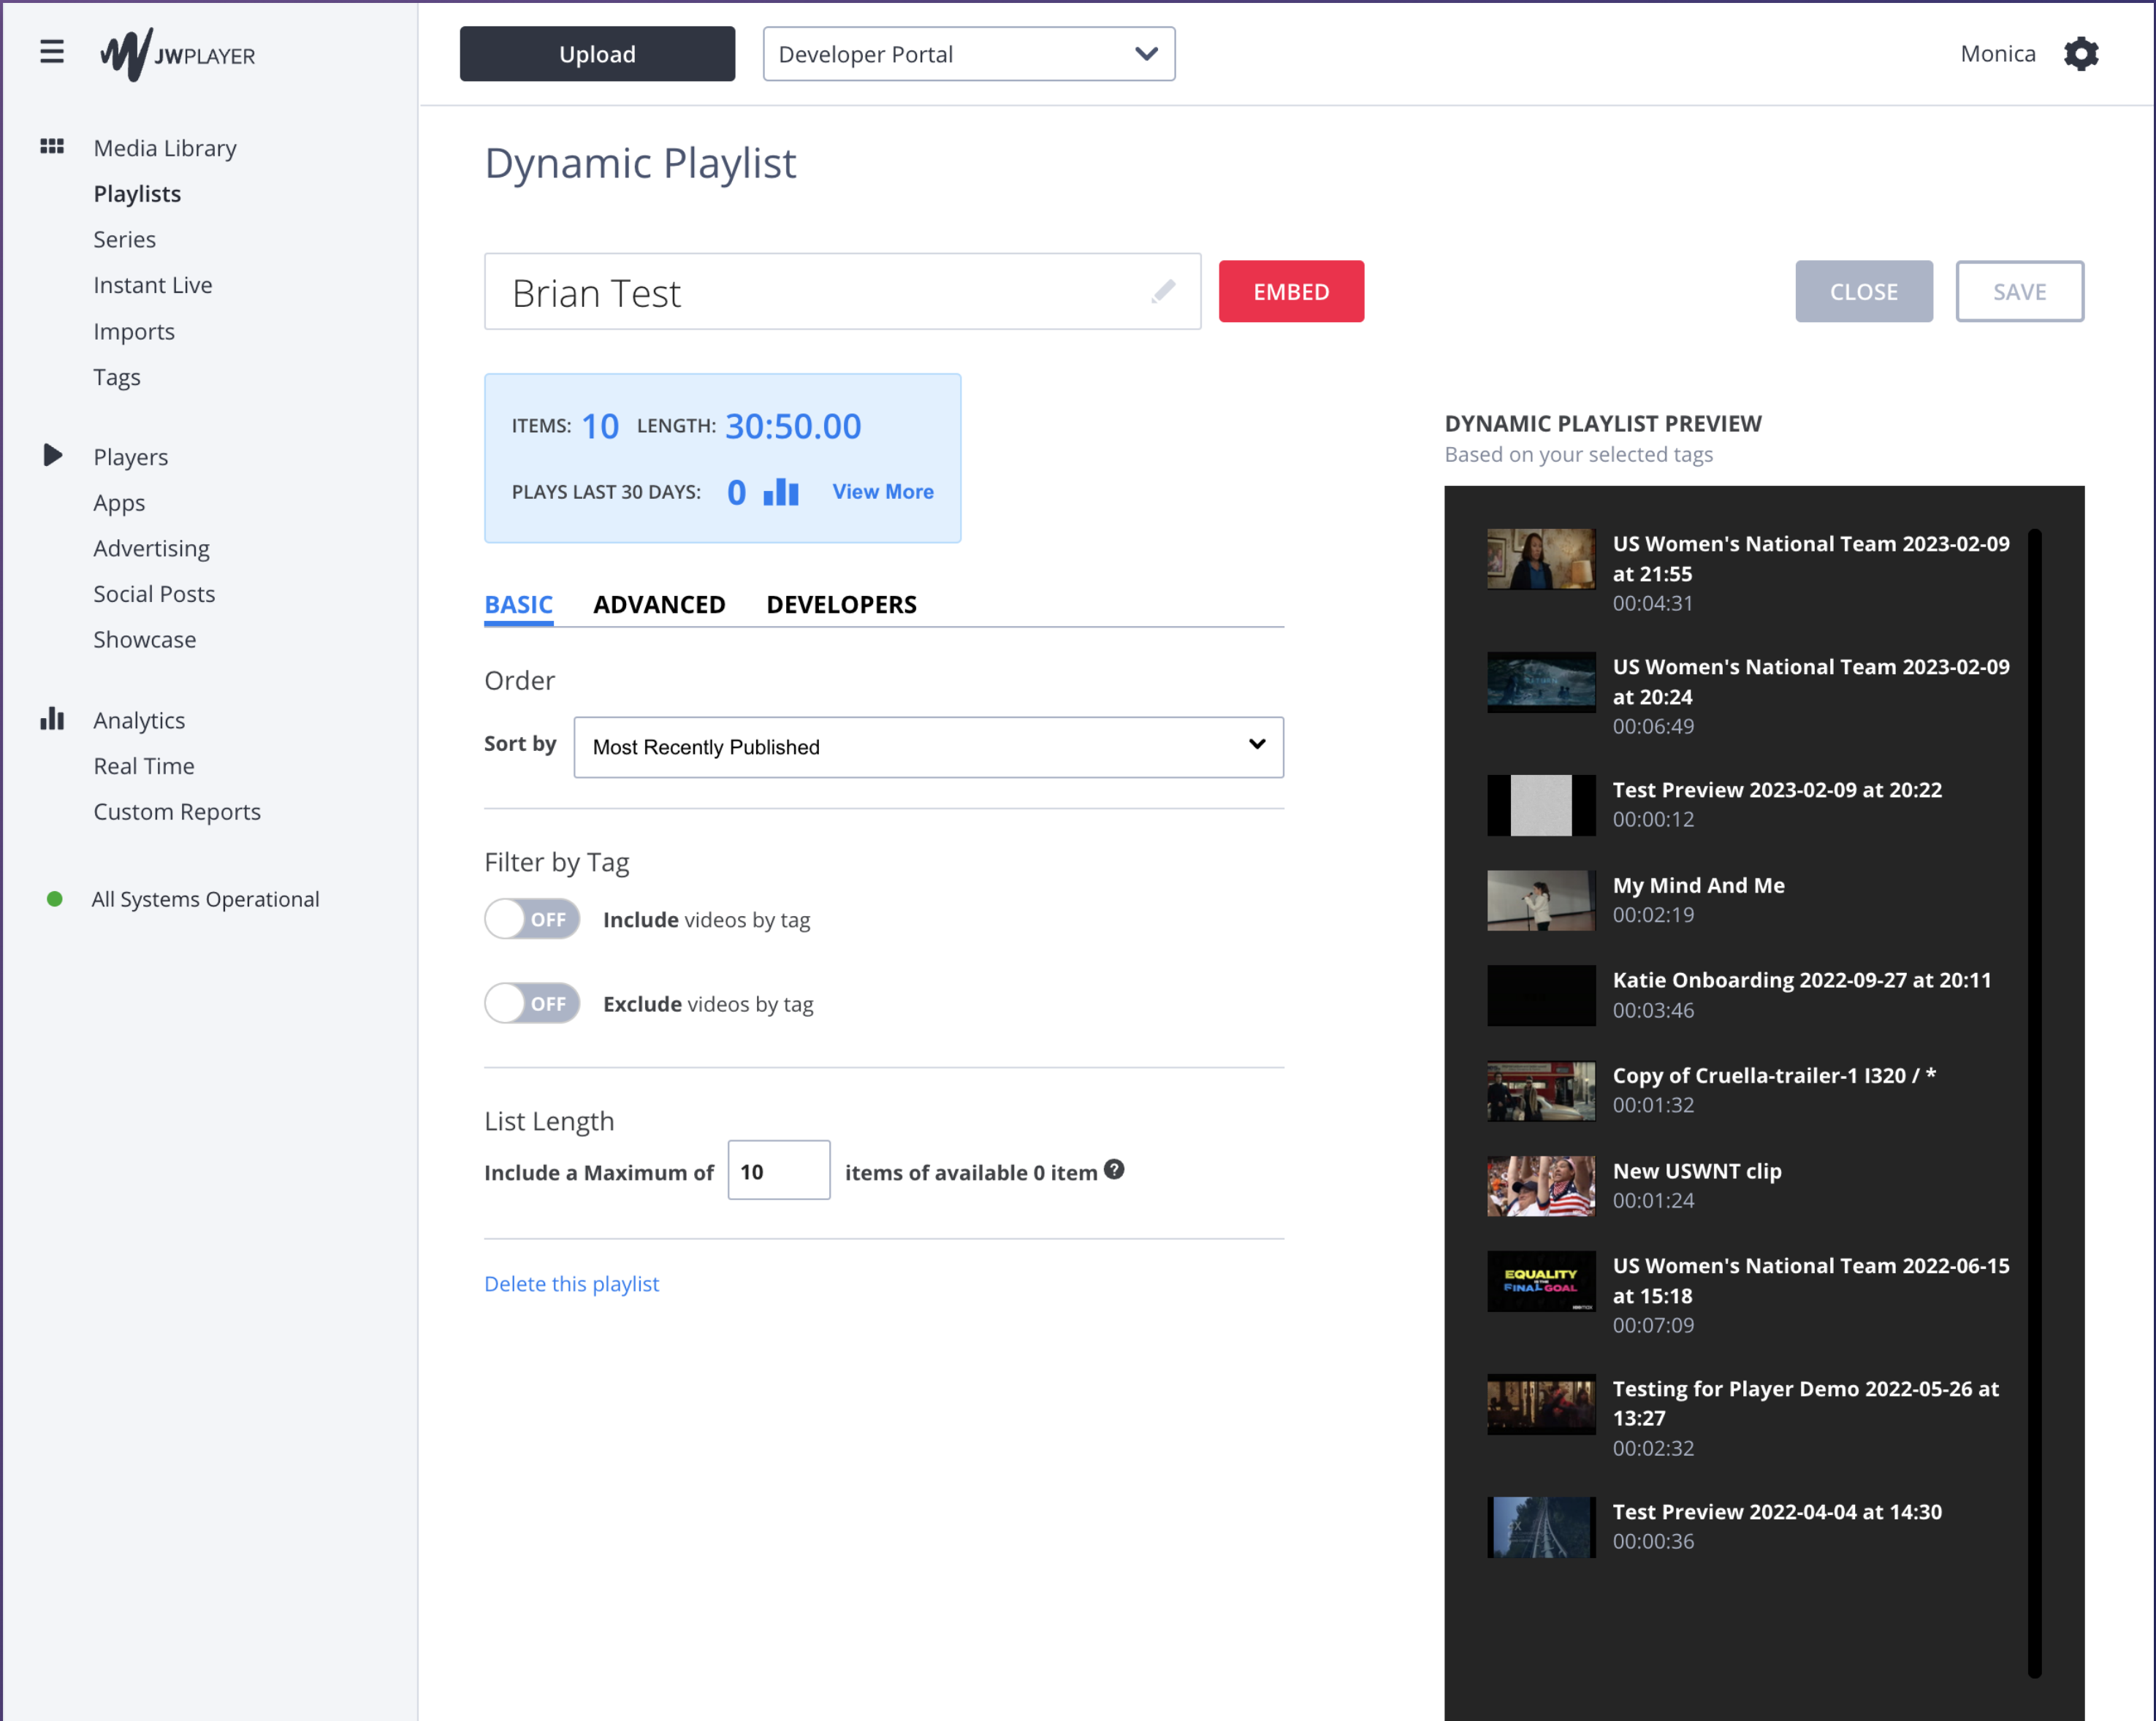 JWPLAYER
Upload
Developer Portal
Monica
Media Library
Playlists
Series
Instant Live
Imports
Tags
Players
Apps
Advertising
Social Posts
Showcase
Analytics
Real Time
Custom Reports
All Systems Operational
Dynamic Playlist
Brian Test
EMBED
CLOSE
SAVE
ITEMS: 10 LENGTH: 30:50.00
PLAYS LAST 30 DAYS: 0 View More
BASIC ADVANCED DEVELOPERS
Order
Sort by Most Recently Published
Filter by Tag
OFF Include videos by tag
OFF Exclude videos by tag
List Length
Include a Maximum of 10 items of available 0 item ?
Delete this playlist
DYNAMIC PLAYLIST PREVIEW
Based on your selected tags
US Women's National Team 2023-02-09
at 21:55
00:04:31
US Women's National Team 2023-02-09
at 20:24
00:06:49
Test Preview 2023-02-09 at 20:22
00:00:12
My Mind And Me
00:02:19
Katie Onboarding 2022-09-27 at 20:11
00:03:46
Copy of Cruella-trailer-1 I320 / *
00:01:32
New USWNT clip
00:01:24
EQUALITY
FINAL GOAL
US Women's National Team 2022-06-15
at 15:18
00:07:09
Testing for Player Demo 2022-05-26 at
13:27
00:02:32
Test Preview 2022-04-04 at 14:30
00:00:36